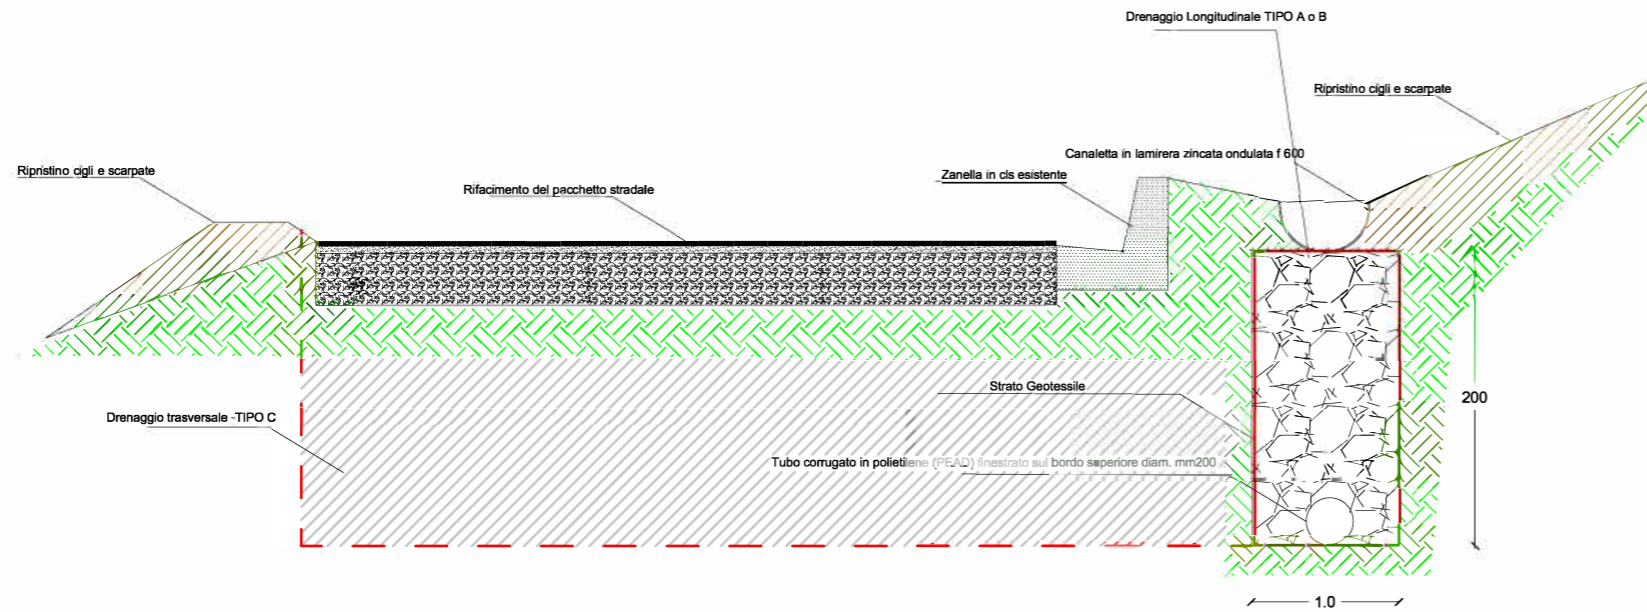 Drenaggio Longitudinale TIPO A o B
Ripristino cigli e scarpate
Canaletta in lamirera zincata ondulata f 600
Zanella in cls esistente
Ripristino cigli e scarpate
Rifacimento del pacchetto stradale
Strato Geotessile
200
Drenaggio trasversale -TIPO C
Tubo corrugato in polietilene (PEAD) finestrato sul bordo superiore diam. mm200
1.0